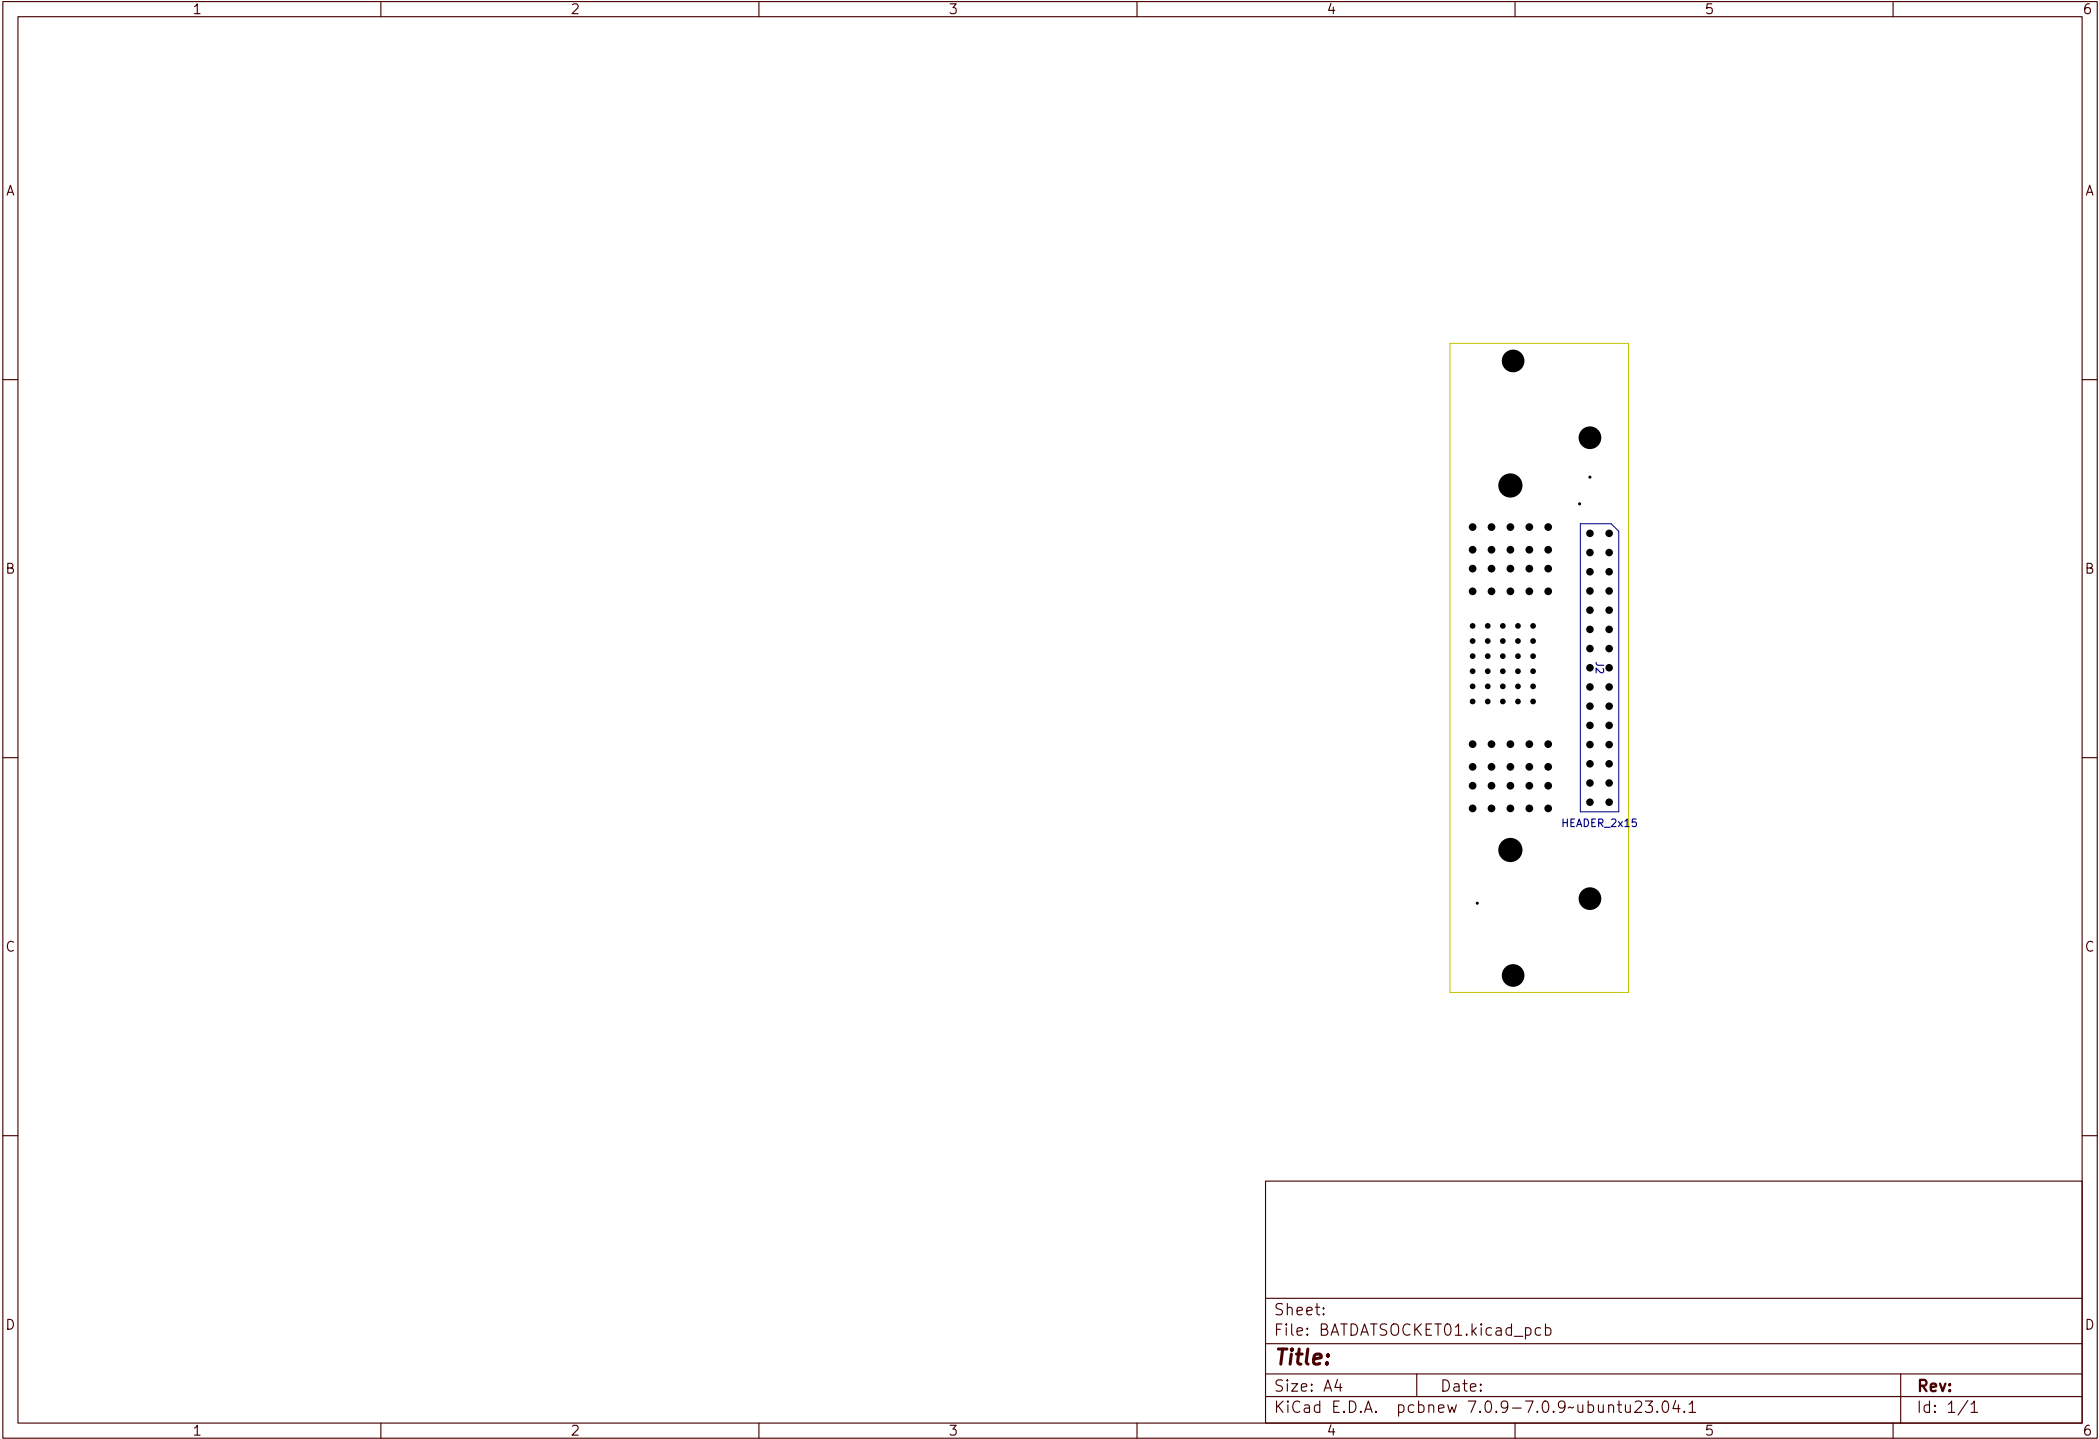 1 2 3 4 5 6
A A
B B
J2
HEADER_2x15
C C
Sheet:
File: BATDATSOCKET01.kicad_pcb
D D
Title:
Size: A4 Date: Rev:
KiCad E.D.A. pcbnew 7.0.9-7.0.9~ubuntu23.04.1 Id: 1/1
1 2 3 4 5 6